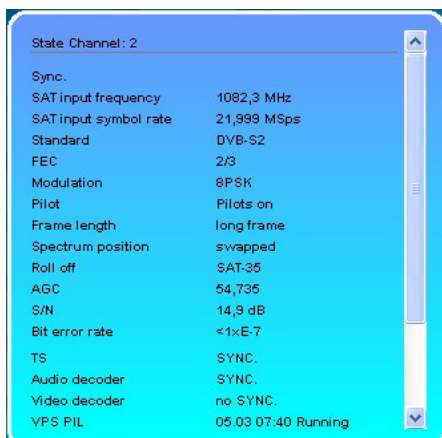 State Channel: 2
Sync.
SAT input frequency 1082,3 MHz
SAT input symbol rate 21,999 MSps
Standard DVB-S2
FEC 2/3
Modulation 8PSK
Pilot Pilots on
Frame length long frame
Spectrum position swapped
Roll off SAT-35
AGC 54,735
S/N 14,9 dB
Bit error rate <1×E-7
TS SYNC.
Audio decoder SYNC.
Video decoder no SYNC.
VPS PIL 05.03 07:40 Running